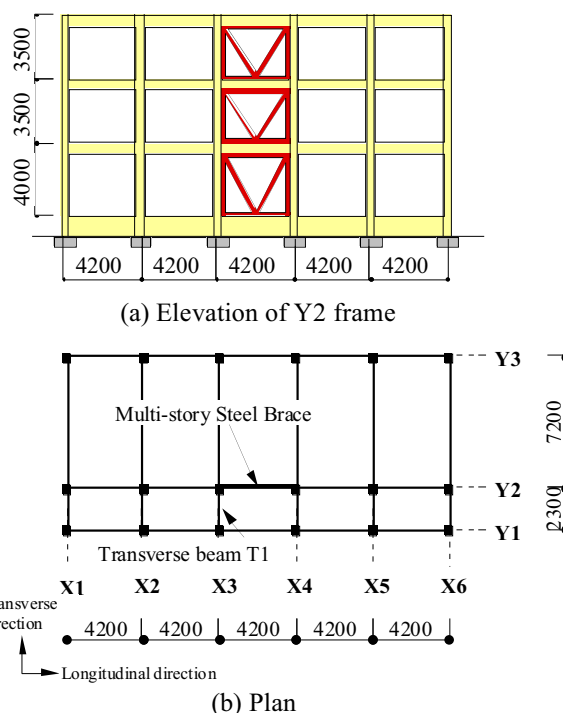 3500
3500
4000
4200 4200 4200 4200 4200
(a) Elevation of Y2 frame
Y3
7200
Multi-story Steel Brace
Y2
2300
Y1
Transverse beam T1
X1 X2 X3 X4 X5 X6
4200 4200 4200 4200 4200
Longitudinal direction
(b) Plan